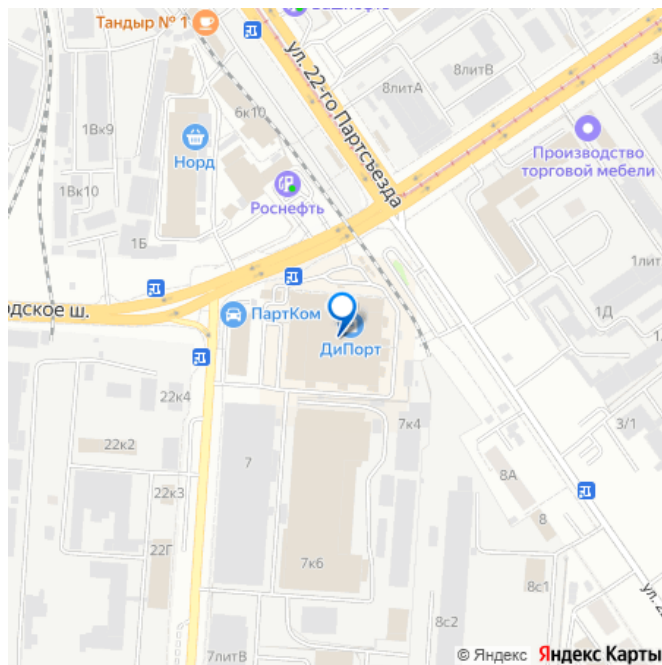 Тандыр № 1
ул. 22-го Партсъезда
8литА
8литВ
6к10
1Вк9
Норд
Производство
торговой мебели
1Вк10
Роснефть
1Б
1Д
ПартКом
ДиПорт
22к4
7к4
3/1
22к2
7
8А
22к3
8
22Г
7к6
8с1
8с2
7литВ
© Яндекс Яндекс Карты